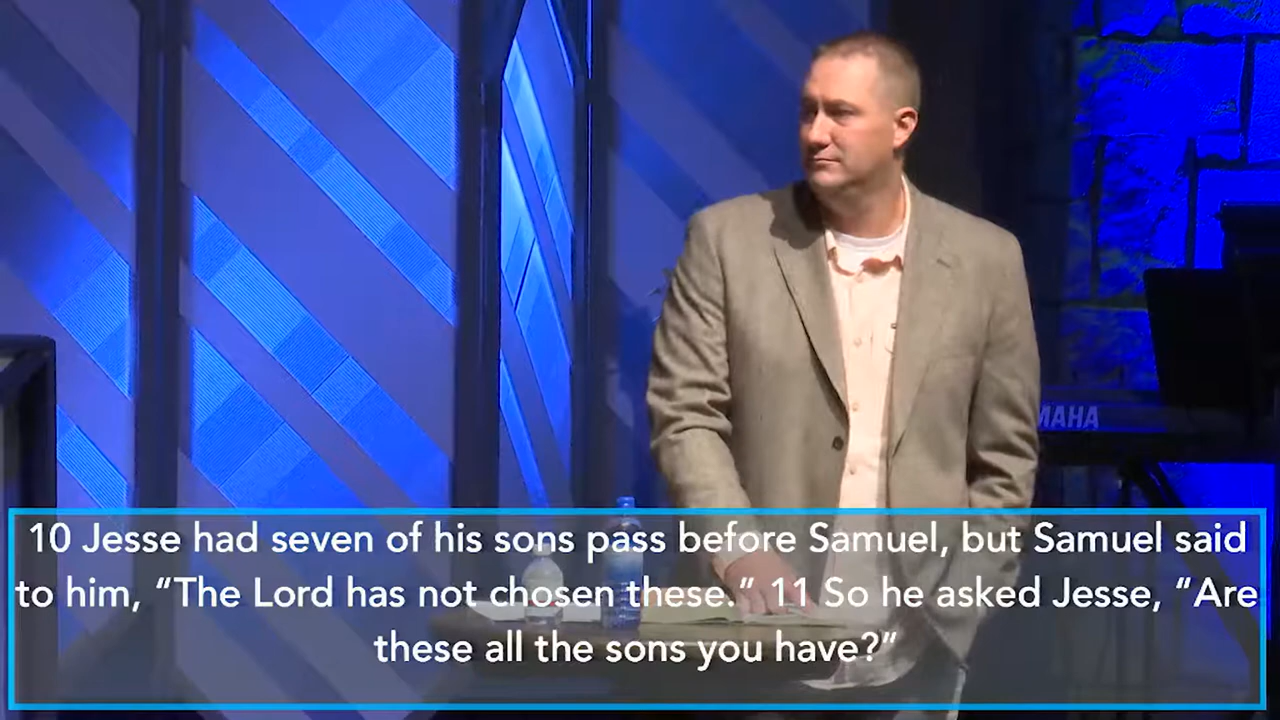 MAHA
10 Jesse had seven of his sons pass before Samuel, but Samuel said
to him, “The Lord has not chosen these.” 11 So he asked Jesse, “Are
these all the sons you have?”